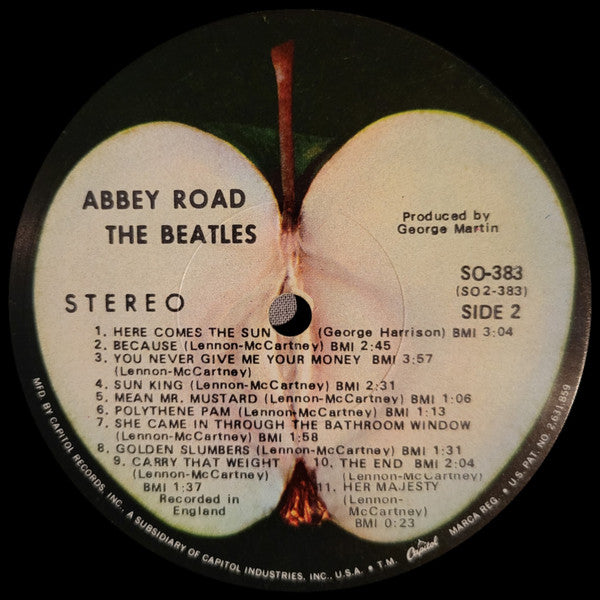 ABBEY ROAD
THE BEATLES
Produced by
George Martin
STEREO
SO-383
(SO2-383)
SIDE 2
1. HERE COMES THE SUN (George Harrison) BMI 3:04
2. BECAUSE (Lennon-McCartney) BMI 2:45
3. YOU NEVER GIVE ME YOUR MONEY BMI 3:57
(Lennon-McCartney)
4. SUN KING (Lennon-McCartney) BMI 2:31
5. MEAN MR. MUSTARD (Lennon-McCartney) BMI 1:06
6. POLYTHENE PAM (Lennon-McCartney) BMI 1:13
7. SHE CAME IN THROUGH THE BATHROOM WINDOW
(Lennon-McCartney) BMI 1:58
8. GOLDEN SLUMBERS (Lennon-McCartney) BMI 1:31
9. CARRY THAT WEIGHT
(Lennon-McCartney)
BMI 1:37
Recorded in
England
10. THE END BMI 2:04
(Lennon-McCartney)
11. HER MAJESTY
(Lennon-
McCartney)
BMI 0:23
MFD. BY CAPITOL RECORDS, INC., A SUBSIDIARY OF CAPITOL INDUSTRIES, INC., U.S.A. • T.M. Capitol MARCA REG. • U.S. PAT. NO. 2,631,859